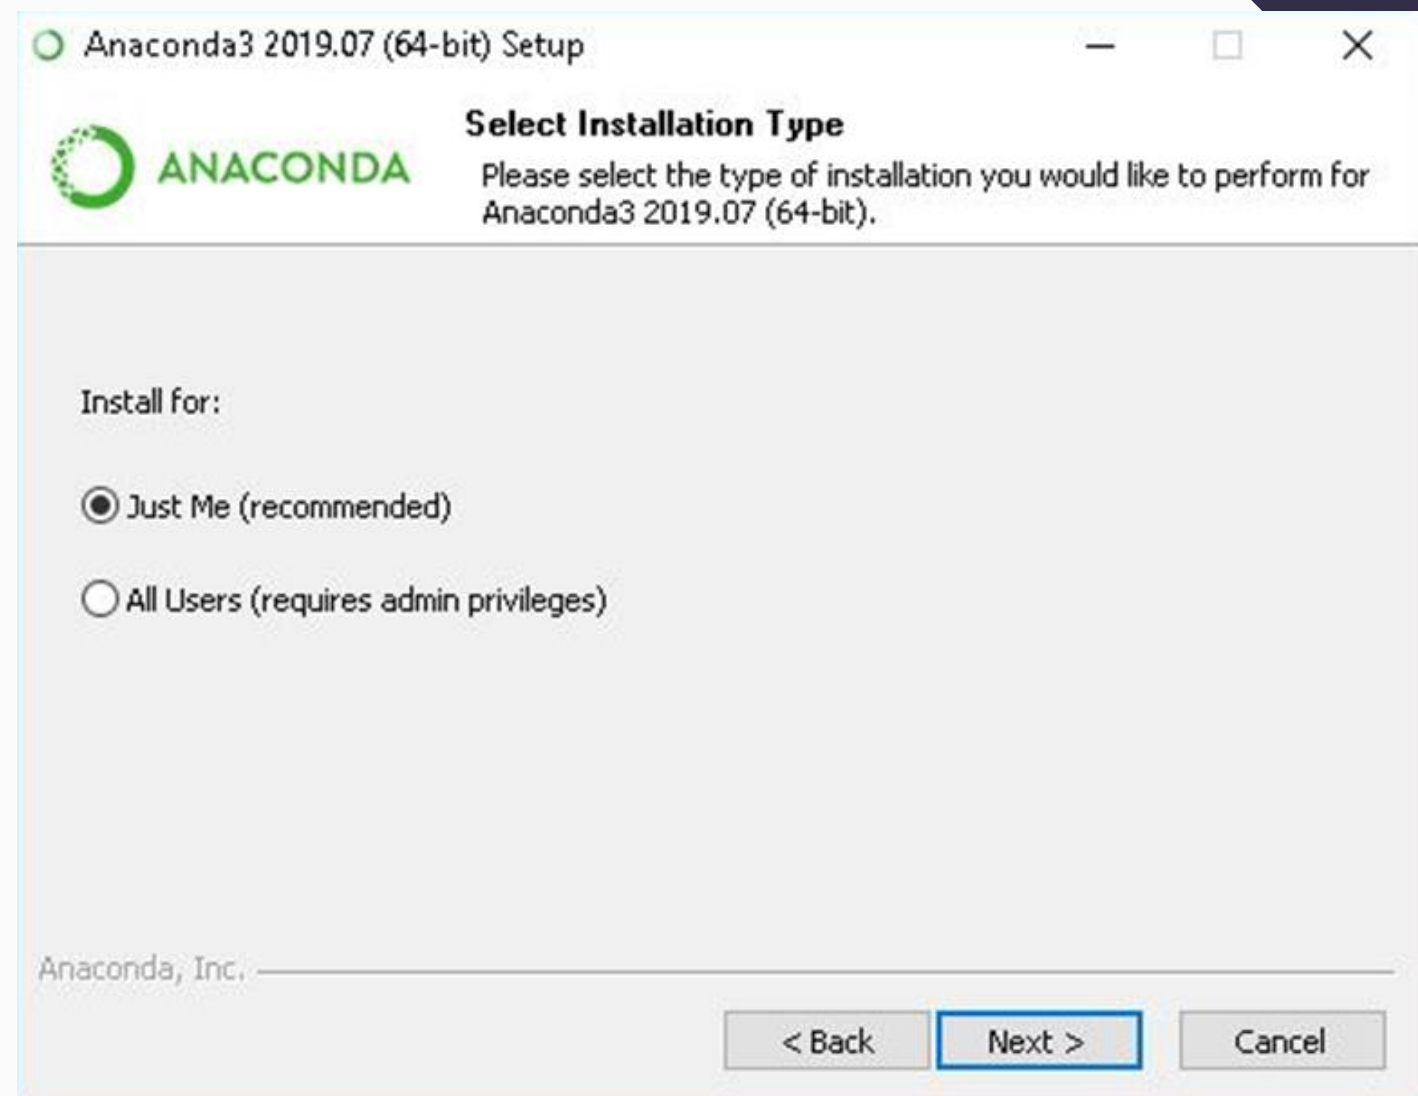 Anaconda3 2019.07 (64-bit) Setup
ANACONDA
Select Installation Type
Please select the type of installation you would like to perform for
Anaconda3 2019.07 (64-bit).
Install for:
Just Me (recommended)
All Users (requires admin privileges)
Anaconda, Inc.
< Back
Next >
Cancel